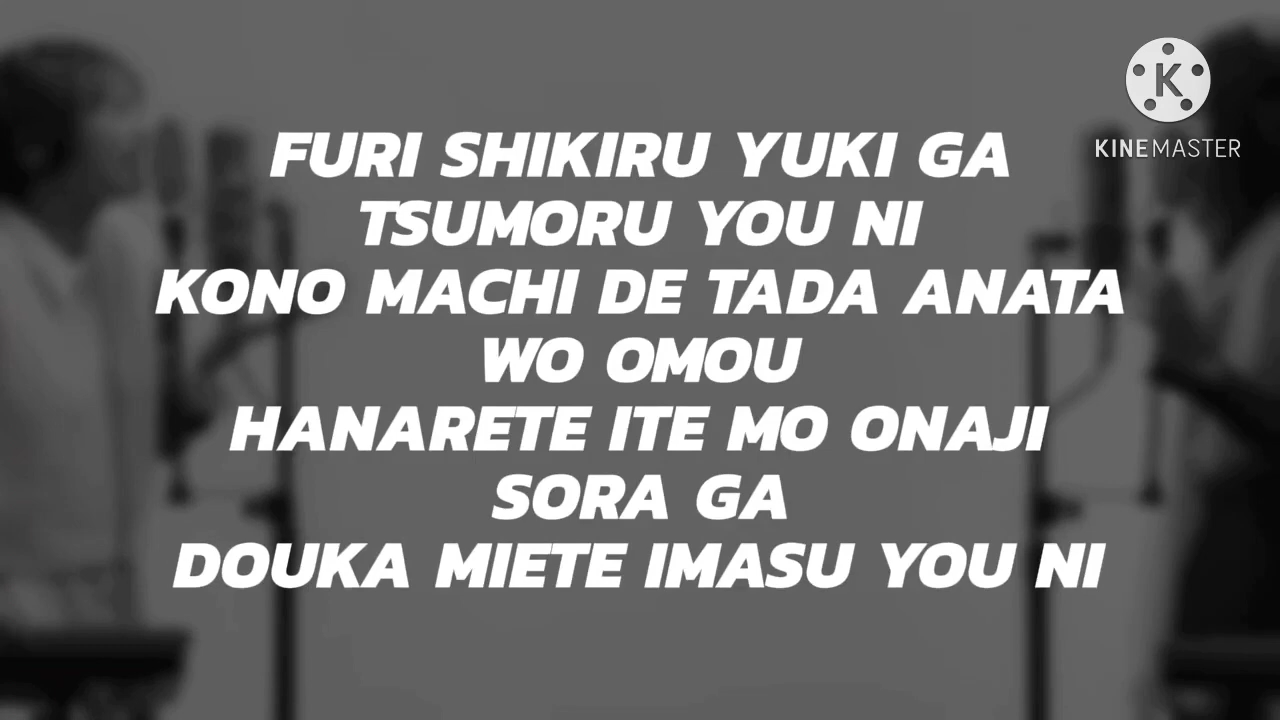 K
KINEMASTER
FURI SHIKIRU YUKI GA
TSUMORU YOU NI
KONO MACHI DE TADA ANATA
WO OMOU
HANARETE ITE MO ONAJI
SORA GA
DOUKA MIETE IMASU YOU NI